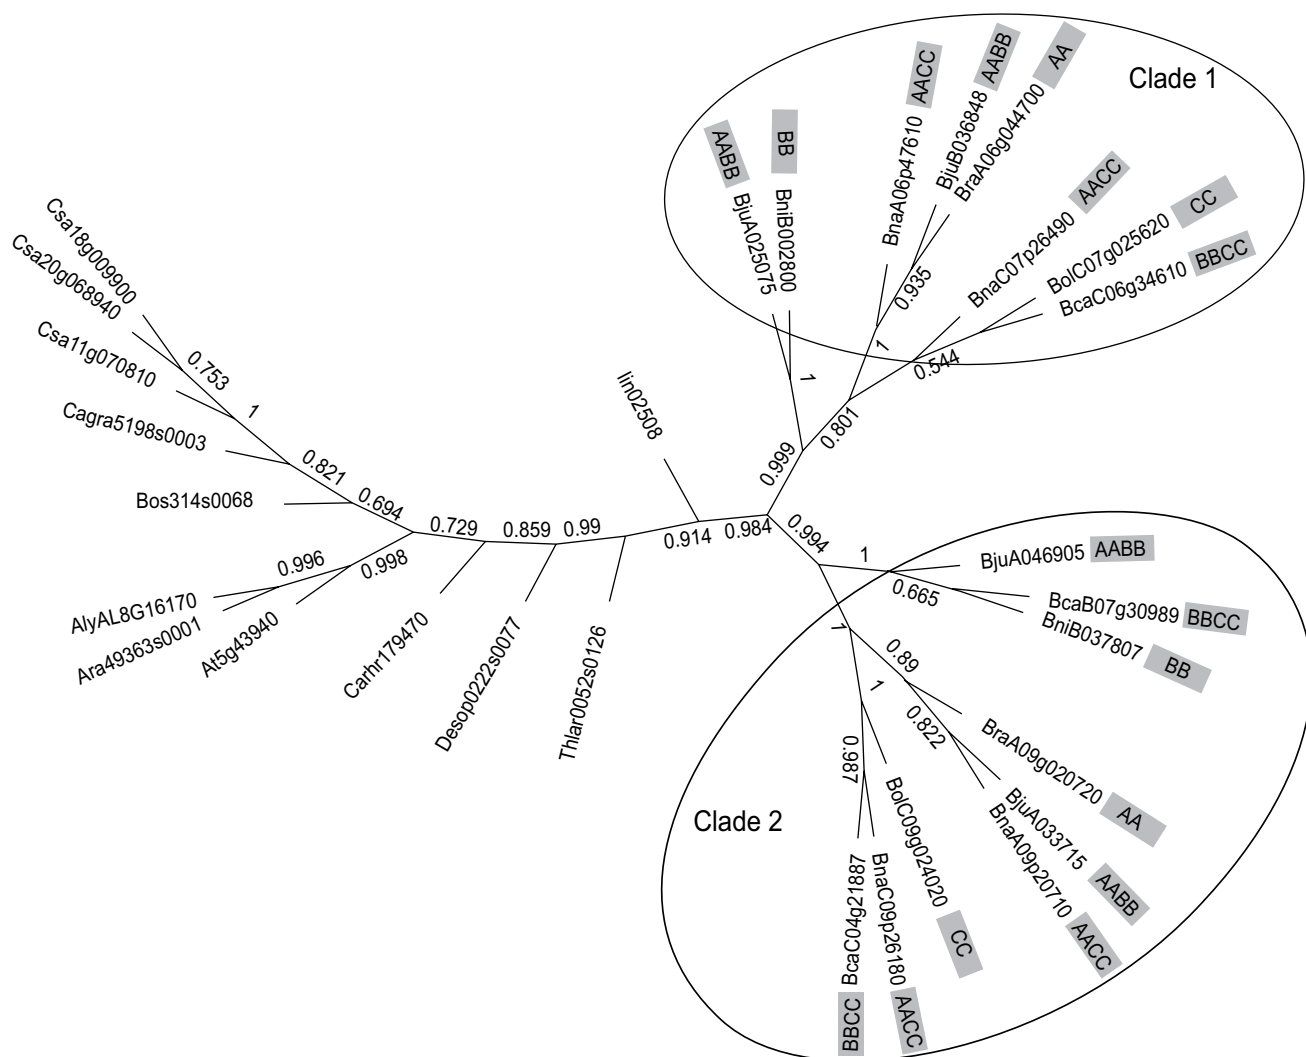 Clade 1
AABB
BjuA025075
BB
BniB002800
AACC
BnaA06p47610
AABB
BjuB036848
AA
BraA06g044700
AACC
BnaC07p26490
CC
BolC07g025620
BBCC
BcaC06g34610
1
1
0.935
0.544
0.801
0.999
Csa18g009900
Csa20g068940
Csa11g070810
Cagra5198s0003
Bos314s0068
0.753
1
0.821
0.694
0.729
0.859
0.99
0.914
0.984
0.994
lin02508
0.996
0.998
AlyAL8G16170
Ara49363s0001
At5g43940
Carhr179470
Desop0222s0077
Thlar0052s0126
1
0.665
BjuA046905 AABB
BcaB07g30989 BBCC
BniB037807 BB
1
0.89
1
0.822
0.987
BraA09g020720 AA
BjuA033715 AABB
BnaA09p20710 AACC
BolC09g024020 CC
BnaC09p26180 AACC
BBCC BcaC04g21887
Clade 2